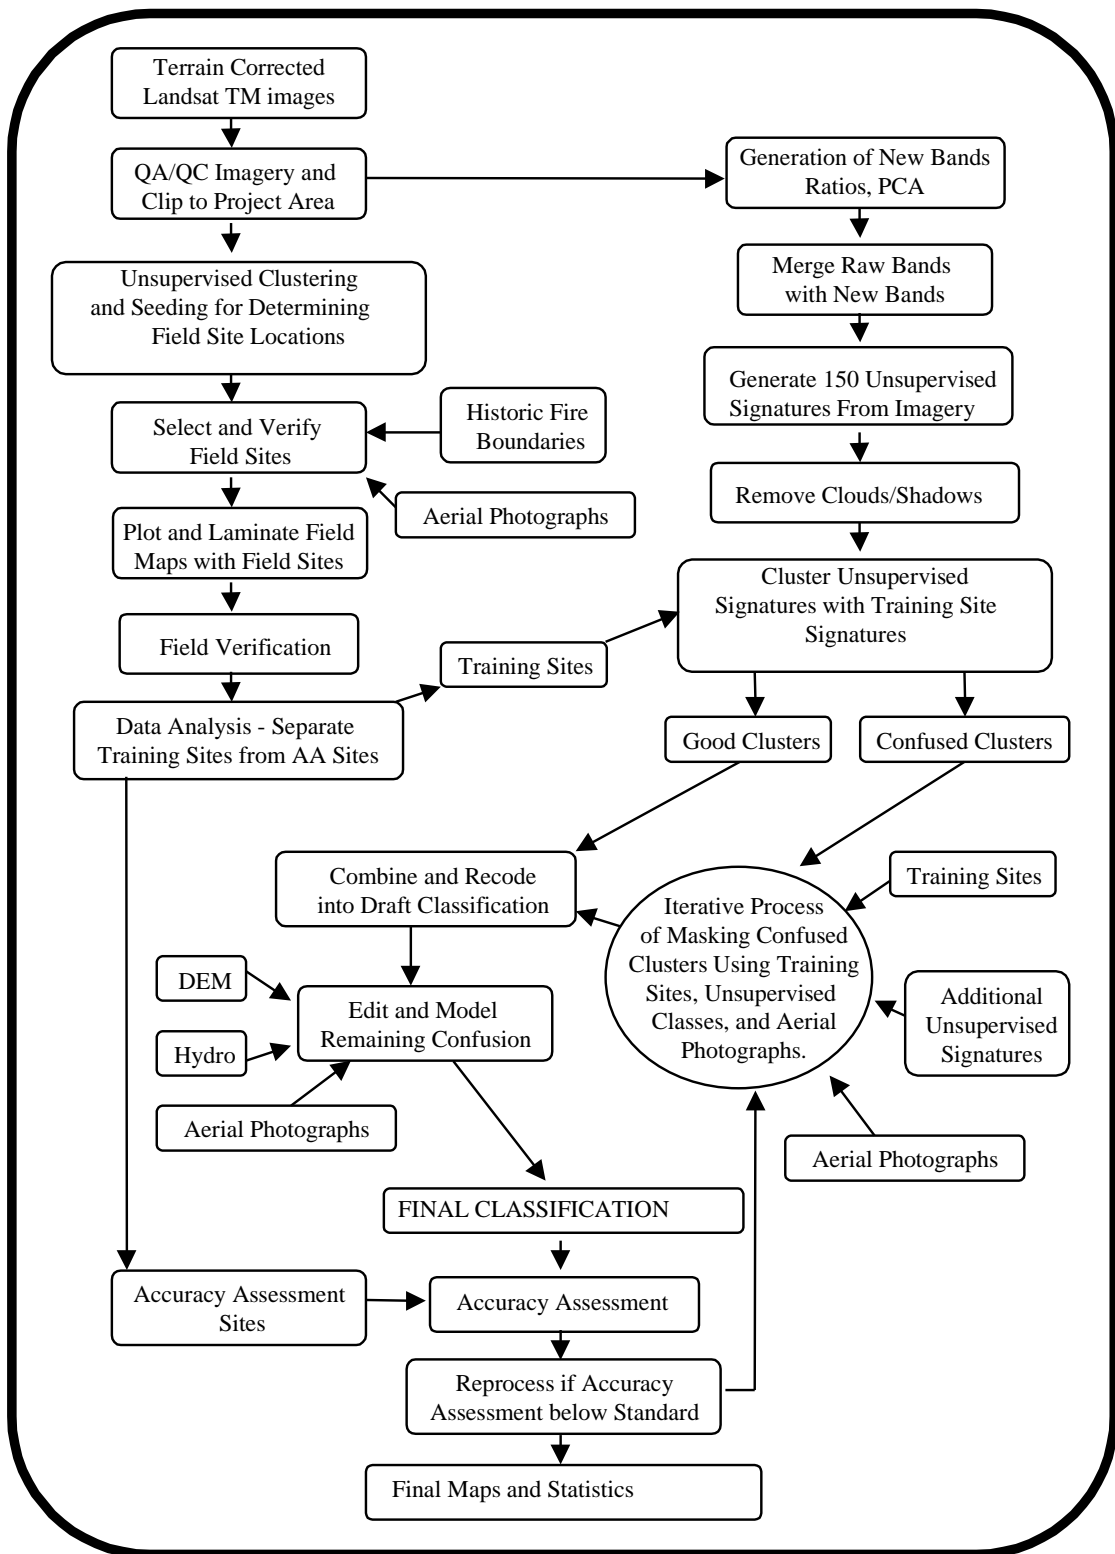 Terrain Corrected
Landsat TM images
QA/QC Imagery and
Clip to Project Area
Generation of New Bands
Ratios, PCA
Unsupervised Clustering
and Seeding for Determining
Field Site Locations
Merge Raw Bands
with New Bands
Generate 150 Unsupervised
Signatures From Imagery
Select and Verify
Field Sites
Historic Fire
Boundaries
Aerial Photographs
Remove Clouds/Shadows
Plot and Laminate Field
Maps with Field Sites
Cluster Unsupervised
Signatures with Training Site
Signatures
Field Verification
Training Sites
Data Analysis - Separate
Training Sites from AA Sites
Good Clusters
Confused Clusters
Combine and Recode
into Draft Classification
Iterative Process
of Masking Confused
Clusters Using Training
Sites, Unsupervised
Classes, and Aerial
Photographs.
Training Sites
DEM
Edit and Model
Remaining Confusion
Additional
Unsupervised
Signatures
Hydro
Aerial Photographs
Aerial Photographs
FINAL CLASSIFICATION
Accuracy Assessment
Sites
Accuracy Assessment
Reprocess if Accuracy
Assessment below Standard
Final Maps and Statistics